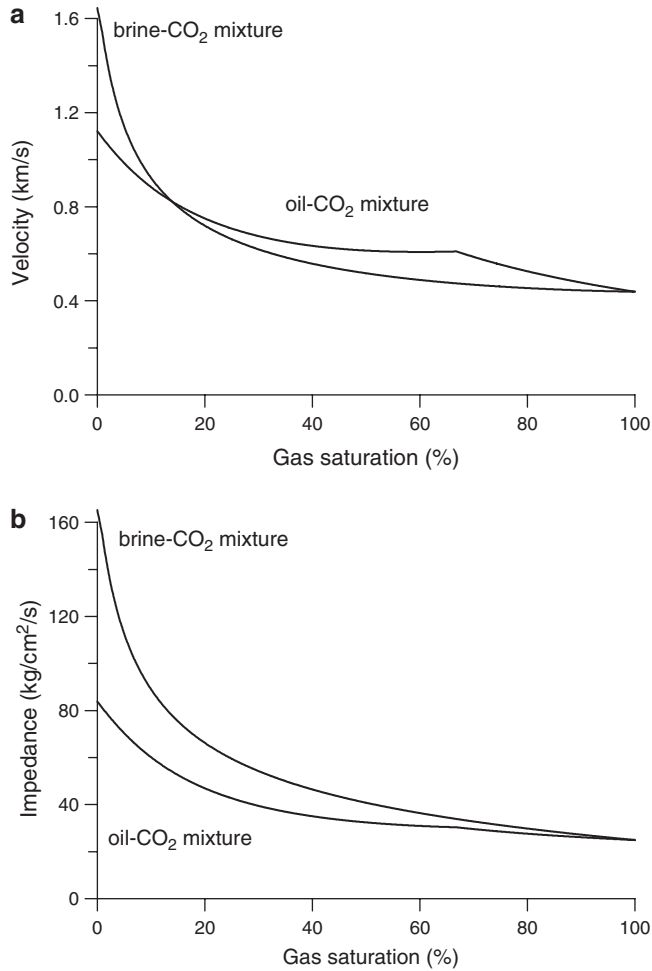 a
1.6
brine-CO2 mixture
1.2
0.8
oil-CO2 mixture
0.4
0.0
Velocity (km/s)
0 20 40 60 80 100
Gas saturation (%)
b
160
brine-CO2 mixture
120
80
40
oil-CO2 mixture
0
Impedance (kg/cm2/s)
0 20 40 60 80 100
Gas saturation (%)